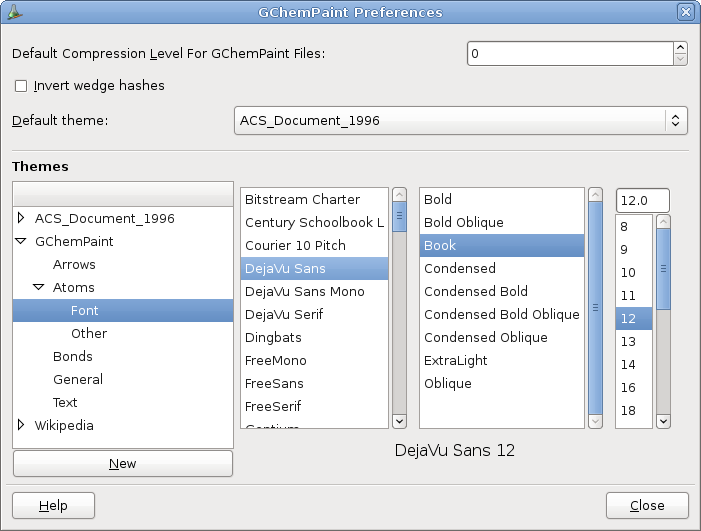 GChemPaint Preferences
Default Compression Level For GChemPaint Files:
0
Invert wedge hashes
Default theme:
ACS_Document_1996
Themes
ACS_Document_1996
GChemPaint
Arrows
Atoms
Font
Other
Bonds
General
Text
Wikipedia
New
Bitstream Charter
Century Schoolbook L
Courier 10 Pitch
DejaVu Sans
DejaVu Sans Mono
DejaVu Serif
Dingbats
FreeMono
FreeSans
FreeSerif
Bold
Bold Oblique
Book
Condensed
Condensed Bold
Condensed Bold Oblique
Condensed Oblique
ExtraLight
Oblique
12.0
8
9
10
11
12
13
14
16
18
DejaVu Sans 12
Help
Close